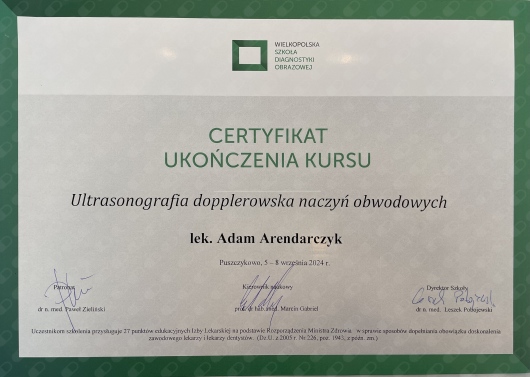 WIELKOPOLSKA
SZKOŁA
DIAGNOSTYKI
OBRAZOWEJ
CERTYFIKAT
UKOŃCZENIA KURSU
Ultrasonografia dopplerowska naczyń obwodowych
lek. Adam Arendarczyk
Puszczykowo, 5 – 8 września 2024 r.
Patronat Kierownik naukowy Dyrektor Szkoły
dr n. med. Paweł Zieliński prof. dr hab. med. Marcin Gabriel dr n. med. Leszek Pobojewski
Uczestnikom szkolenia przysługuje 27 punktów edukacyjnych Izby Lekarskiej na podstawie Rozporządzenia Ministra Zdrowia w sprawie sposobów dopełniania obowiązku doskonalenia
zawodowego lekarzy i lekarzy dentystów. (Dz.U. z 2005 r. Nr 226, poz. 1943, z późn. zm.)